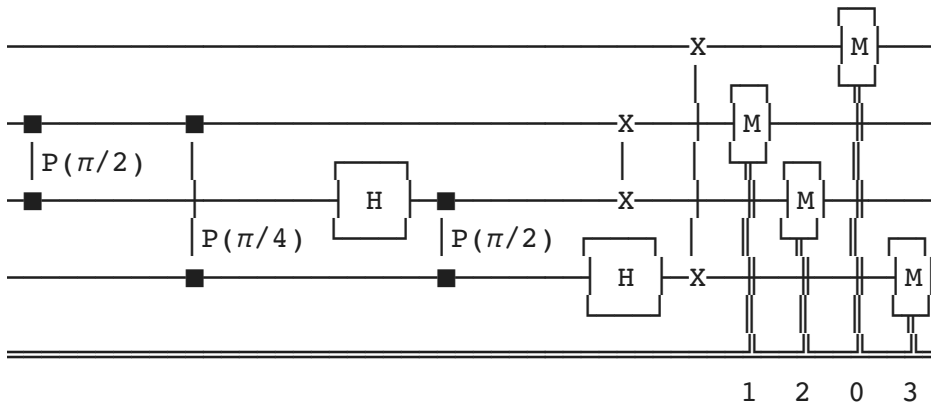 X M
X M
P(π/2)
H X M
P(π/4) P(π/2)
H X M
1 2 0 3